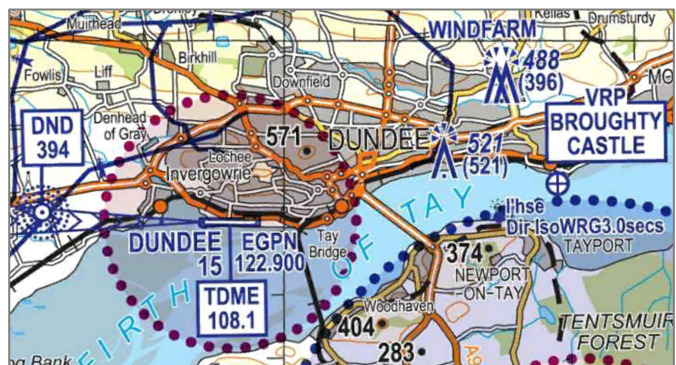 Muirhead
Kellas
Drumsturdy
WINDFARM
488
(396)
Birkhill
Fowlis
Liff
Downfield
VRP
BROUGHTY
CASTLE
DND
394
Denhead
of Gray
571
DUNDEE
521
(521)
Lochee
Invergowrie
FIRTH OF TAY
l'hse
Dir IsoWRG3.0secs
TAYPORT
DUNDEE EGPN
15 122.900
Tay
Bridge
TDME
108.1
374
NEWPORT
-ON-TAY
Woodhaven
404
283
TENTSMUIR
FOREST
Bank